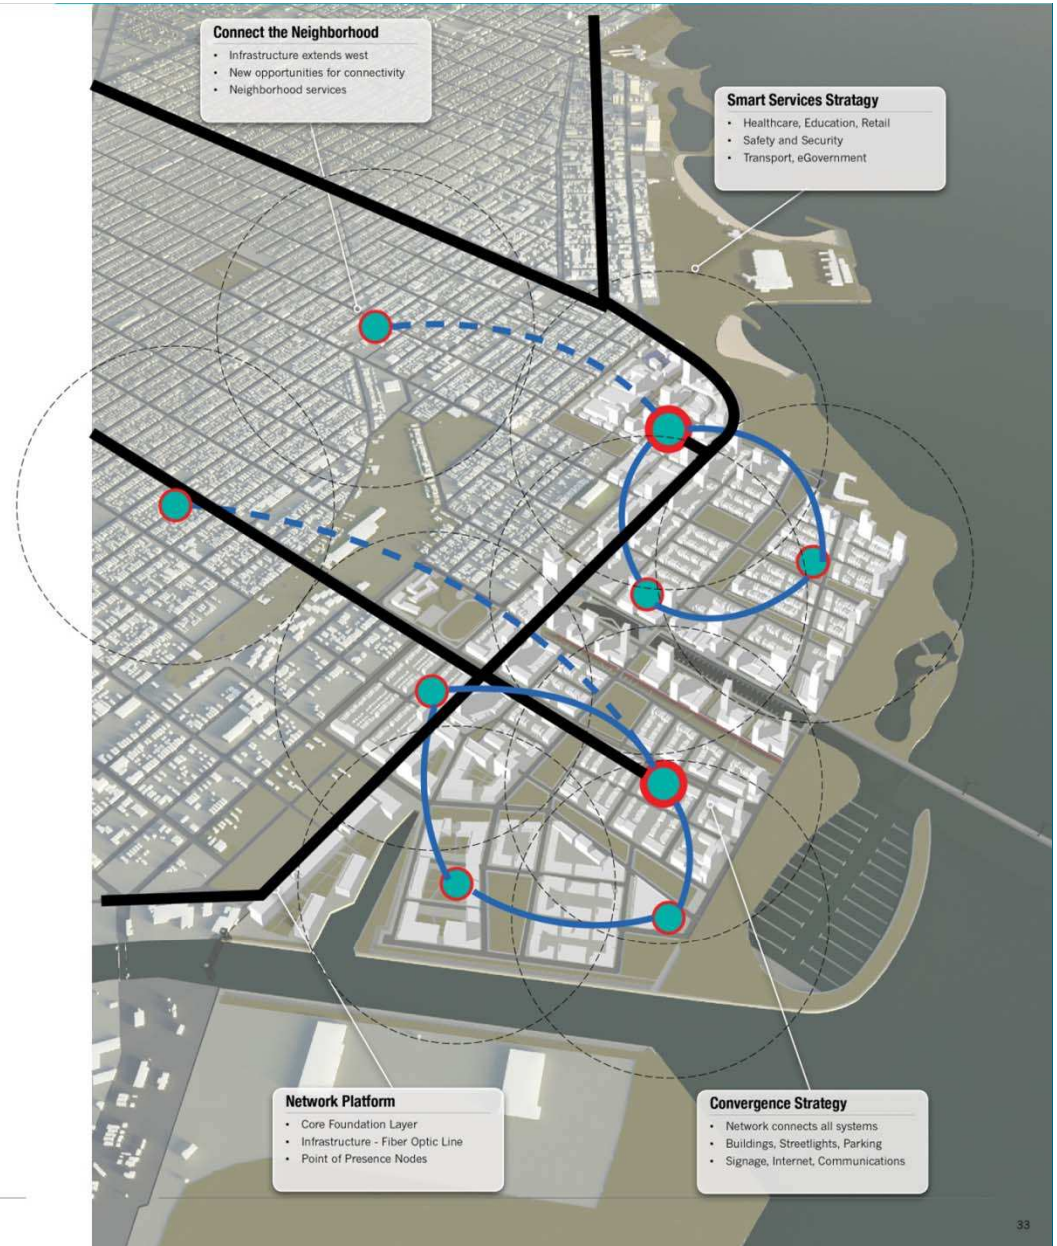 Connect the Neighborhood
• Infrastructure extends west
• New opportunities for connectivity
• Neighborhood services
Smart Services Stratagy
• Healthcare, Education, Retail
• Safety and Security
• Transport, eGovernment
Network Platform
• Core Foundation Layer
• Infrastructure - Fiber Optic Line
• Point of Presence Nodes
Convergence Strategy
• Network connects all systems
• Buildings, Streetlights, Parking
• Signage, Internet, Communications
33